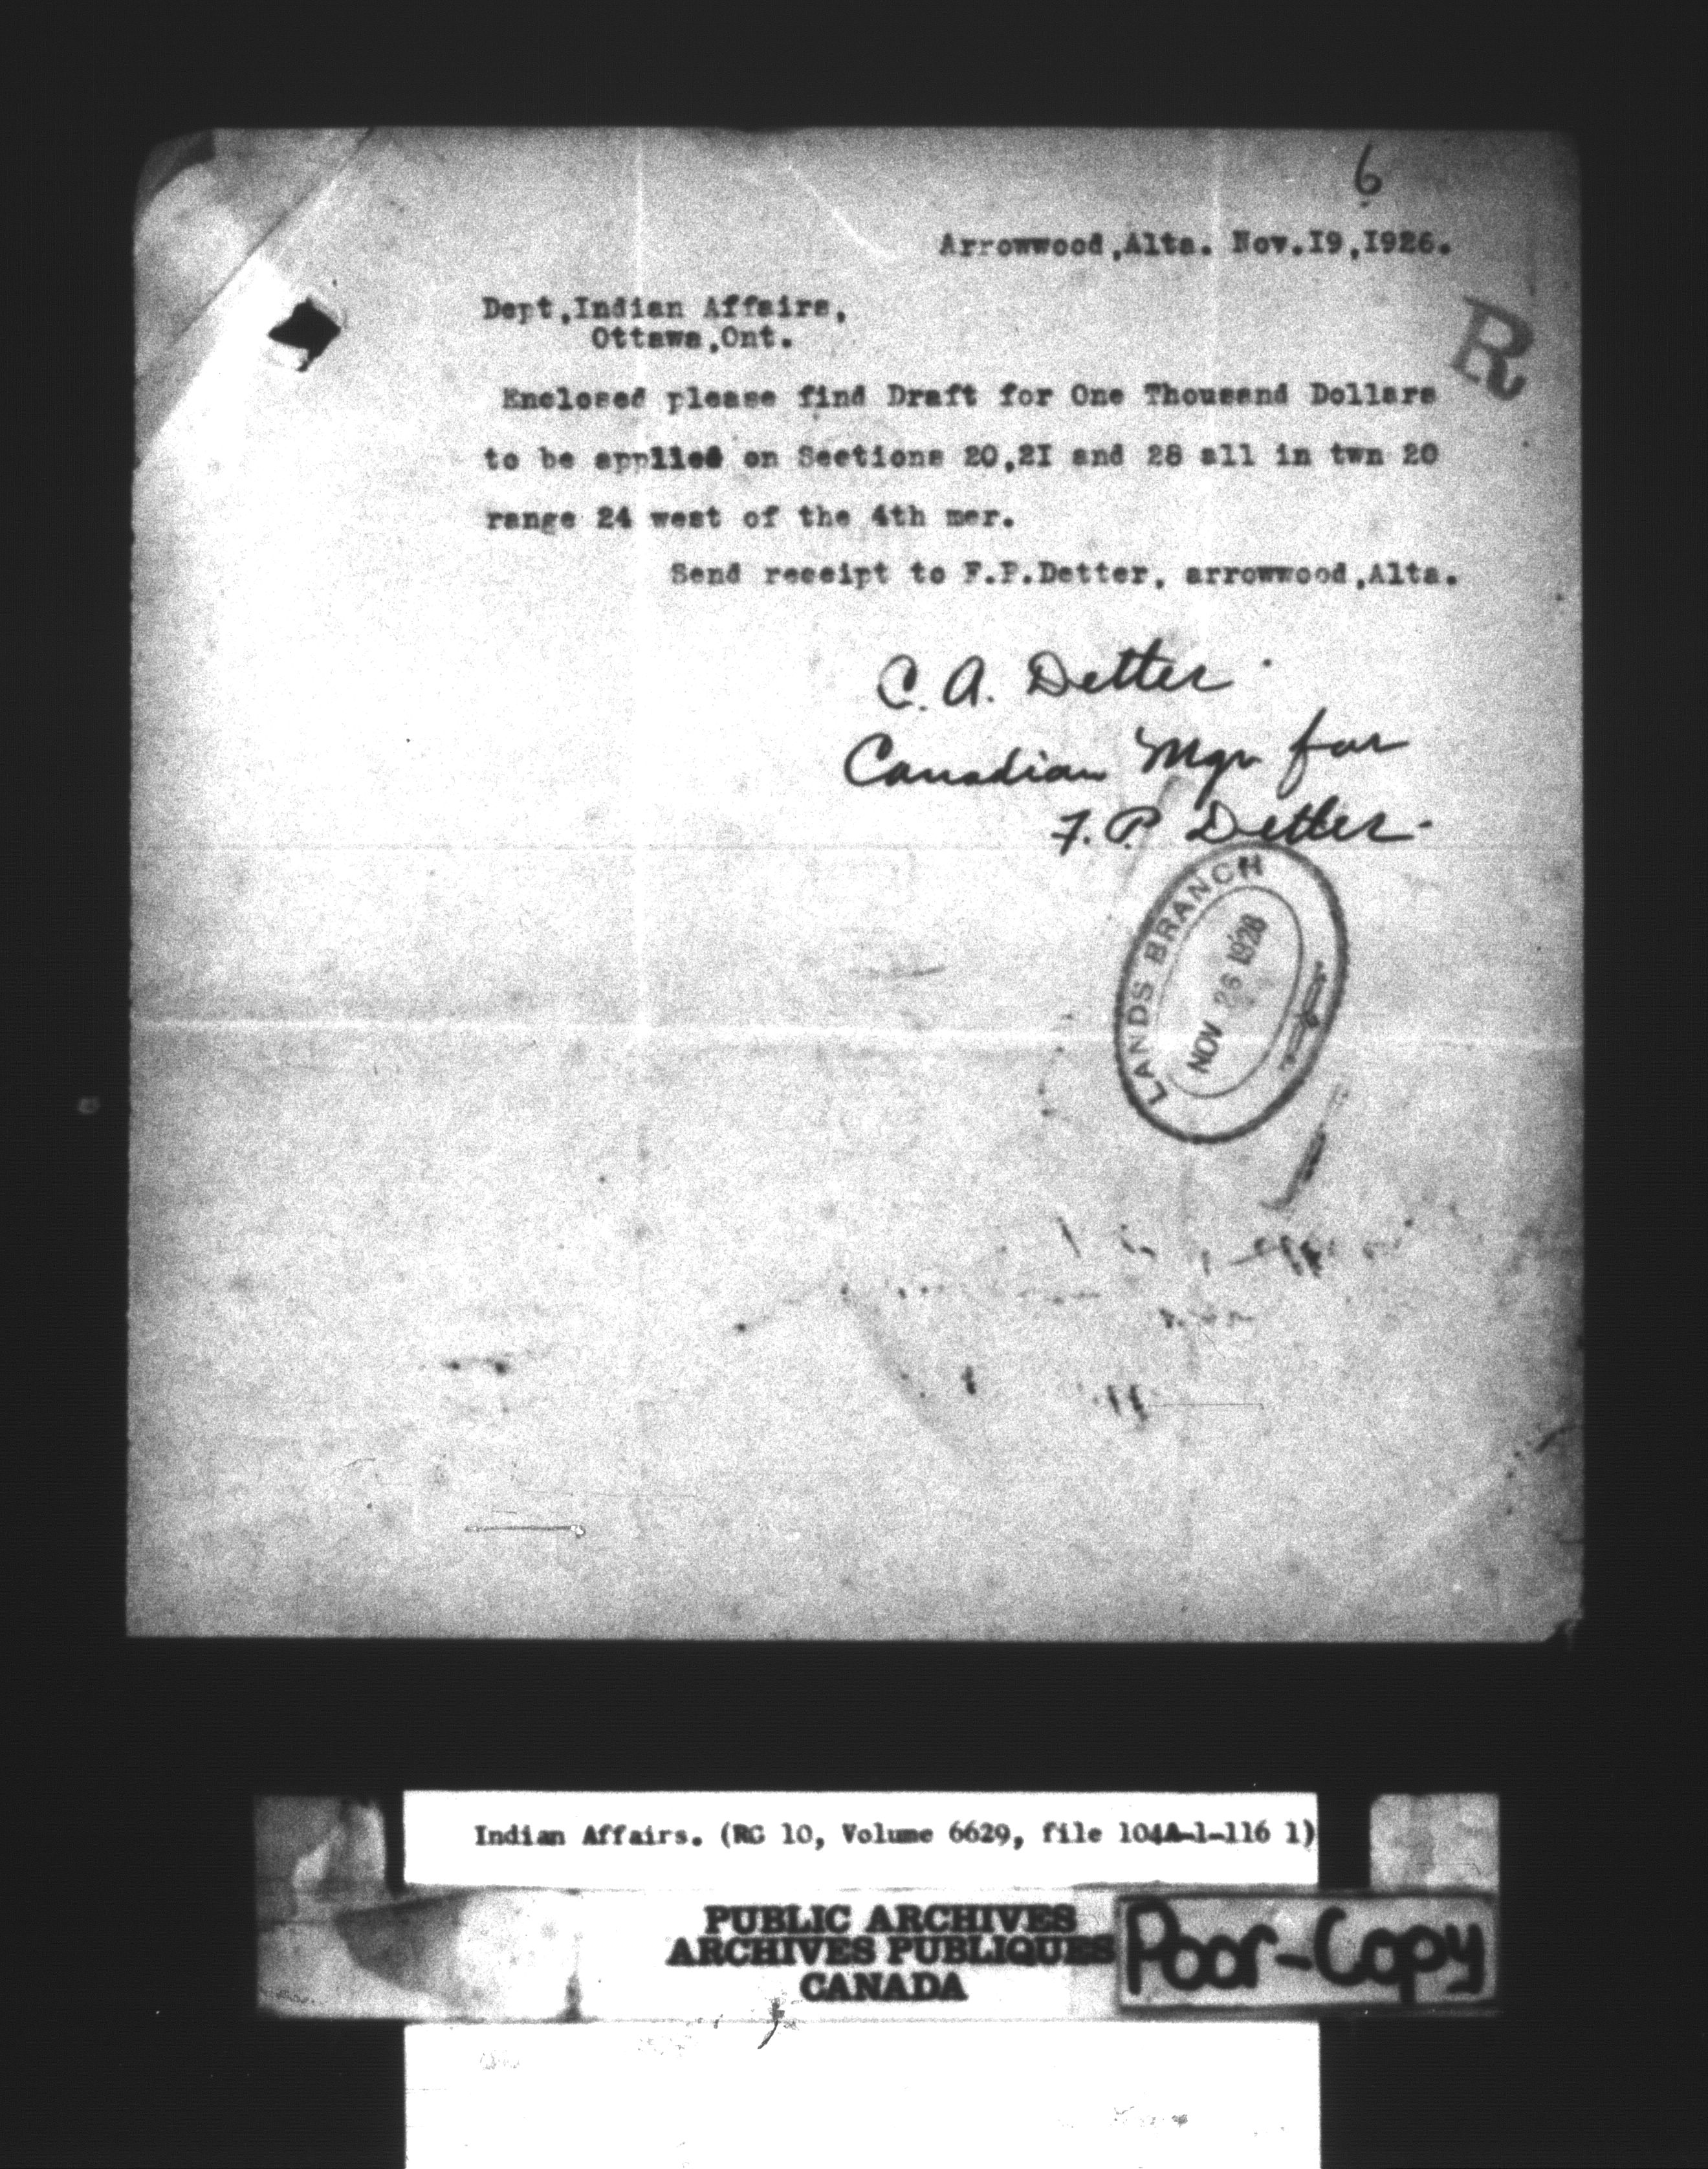 6
Arrowwood,Alta. Nov.I9,I926.
R
Dept.Indian Affairs,
Ottawa,Ont.
Enclosed please find Draft for One Thousand Dollars
to be applied on Sections 20,2I and 28 all in twn 20
range 24 west of the 4th mer.
Send receipt to F.P.Detter, arrowwood,Alta.
C. A. Detter
Canadian Mgr for
F. P. Detter
LANDS BRANCH
NOV 26 1926
Indian Affairs. (RG 10, Volume 6629, file 104A-1-116 1)
PUBLIC ARCHIVES
ARCHIVES PUBLIQUES
CANADA
Poor-Copy